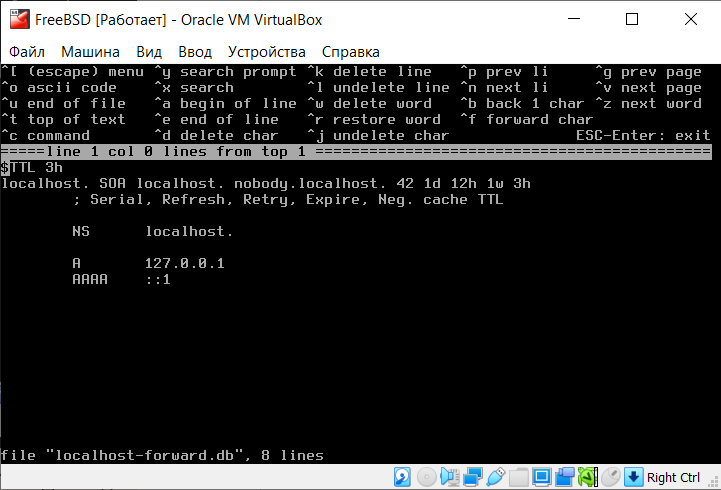 FreeBSD [Работает] - Oracle VM VirtualBox
Файл Машина Вид Ввод Устройства Справка
^[ (escape) menu ^y search prompt ^k delete line ^p prev li ^g prev page
^o ascii code ^x search ^l undelete line ^n next li ^v next page
^u end of file ^a begin of line ^w delete word ^b back 1 char ^z next word
^t top of text ^e end of line ^r restore word ^f forward char
^c command ^d delete char ^j undelete char ESC-Enter: exit
=====line 1 col 0 lines from top 1 ============================================
$TTL 3h
localhost. SOA localhost. nobody.localhost. 42 1d 12h 1w 3h
; Serial, Refresh, Retry, Expire, Neg. cache TTL
NS localhost.
A 127.0.0.1
AAAA ::1
file "localhost-forward.db", 8 lines
Right Ctrl